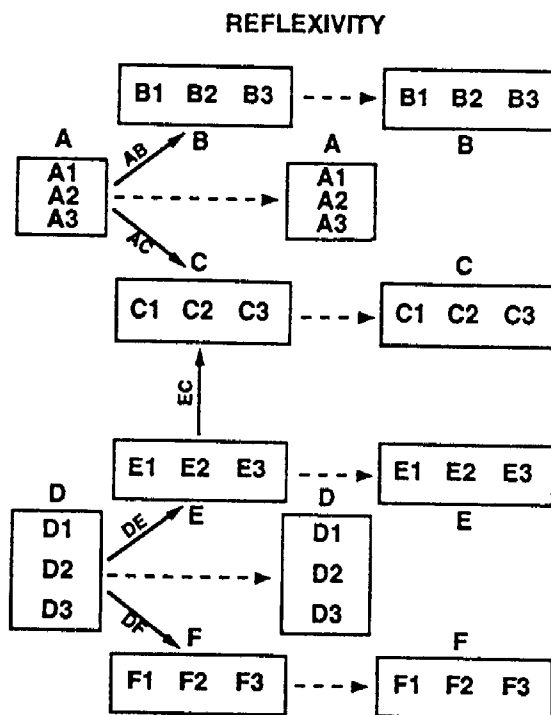 REFLEXIVITY
B1 B2 B3
B1 B2 B3
A
AB
B
A
B
A1
A2
A3
A1
A2
A3
AC
C
C
C1 C2 C3
C1 C2 C3
EC
E1 E2 E3
E1 E2 E3
D
DE
E
D
E
D1
D2
D3
D1
D2
D3
DF
F
F
F1 F2 F3
F1 F2 F3